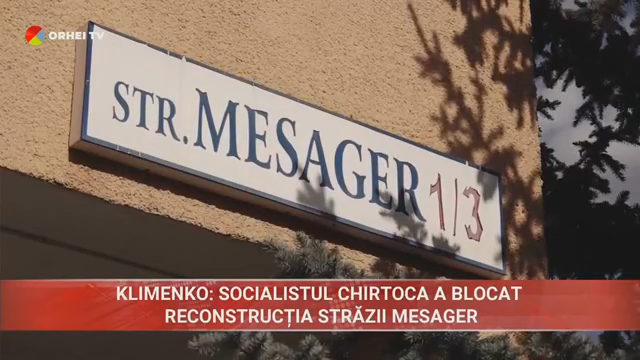 ORHEI TV
STR. MESAGER 1/3
KLIMENKO: SOCIALISTUL CHIRTOCA A BLOCAT
RECONSTRUCȚIA STRĂZII MESAGER